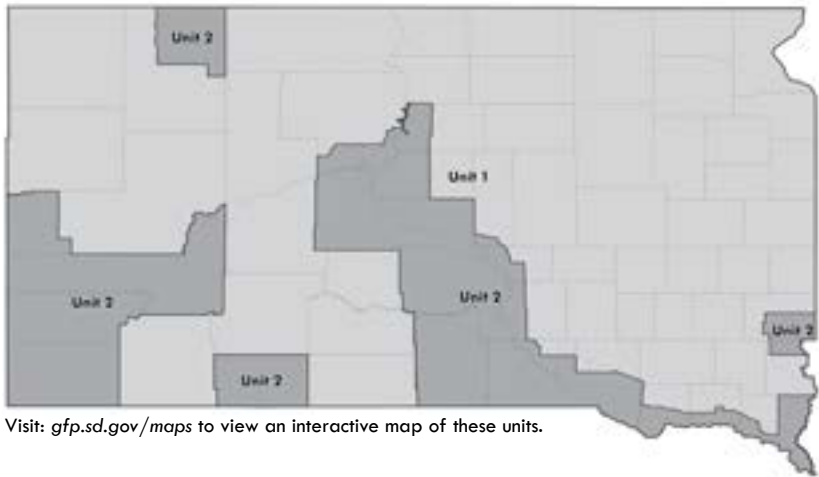 Unit 2
Unit 1
Unit 2
Unit 2
Unit 2
Unit 2
Visit: gfp.sd.gov/maps to view an interactive map of these units.